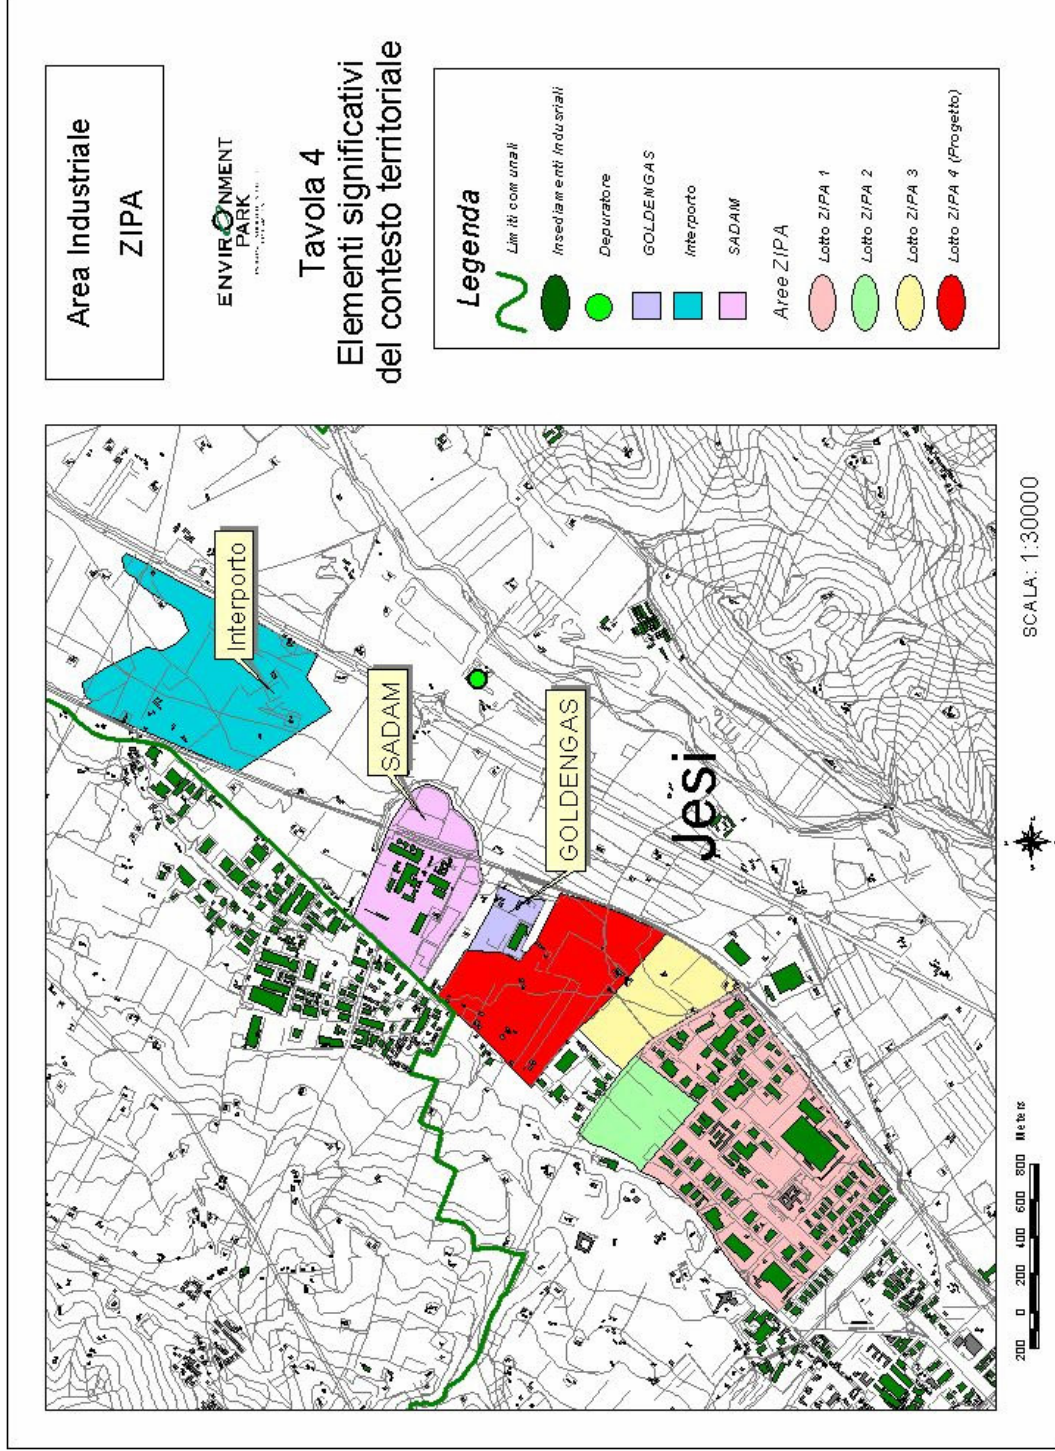 Area Industriale
ZIPA
ENVIRONMENT
PARK
Tavola 4
Elementi significativi
del contesto territoriale
Legenda
Limiti comunali
Insediamenti Indusriali
Depuratore
GOLDENGAS
Interporto
SADAM
Aree ZIPA
Lotto ZIPA 1
Lotto ZIPA 2
Lotto ZIPA 3
Lotto ZIPA 4 (Progetto)
Interporto
SADAM
GOLDENGAS
Jesi
200 0 200 400 600 800 Meters
SCALA: 1:30000